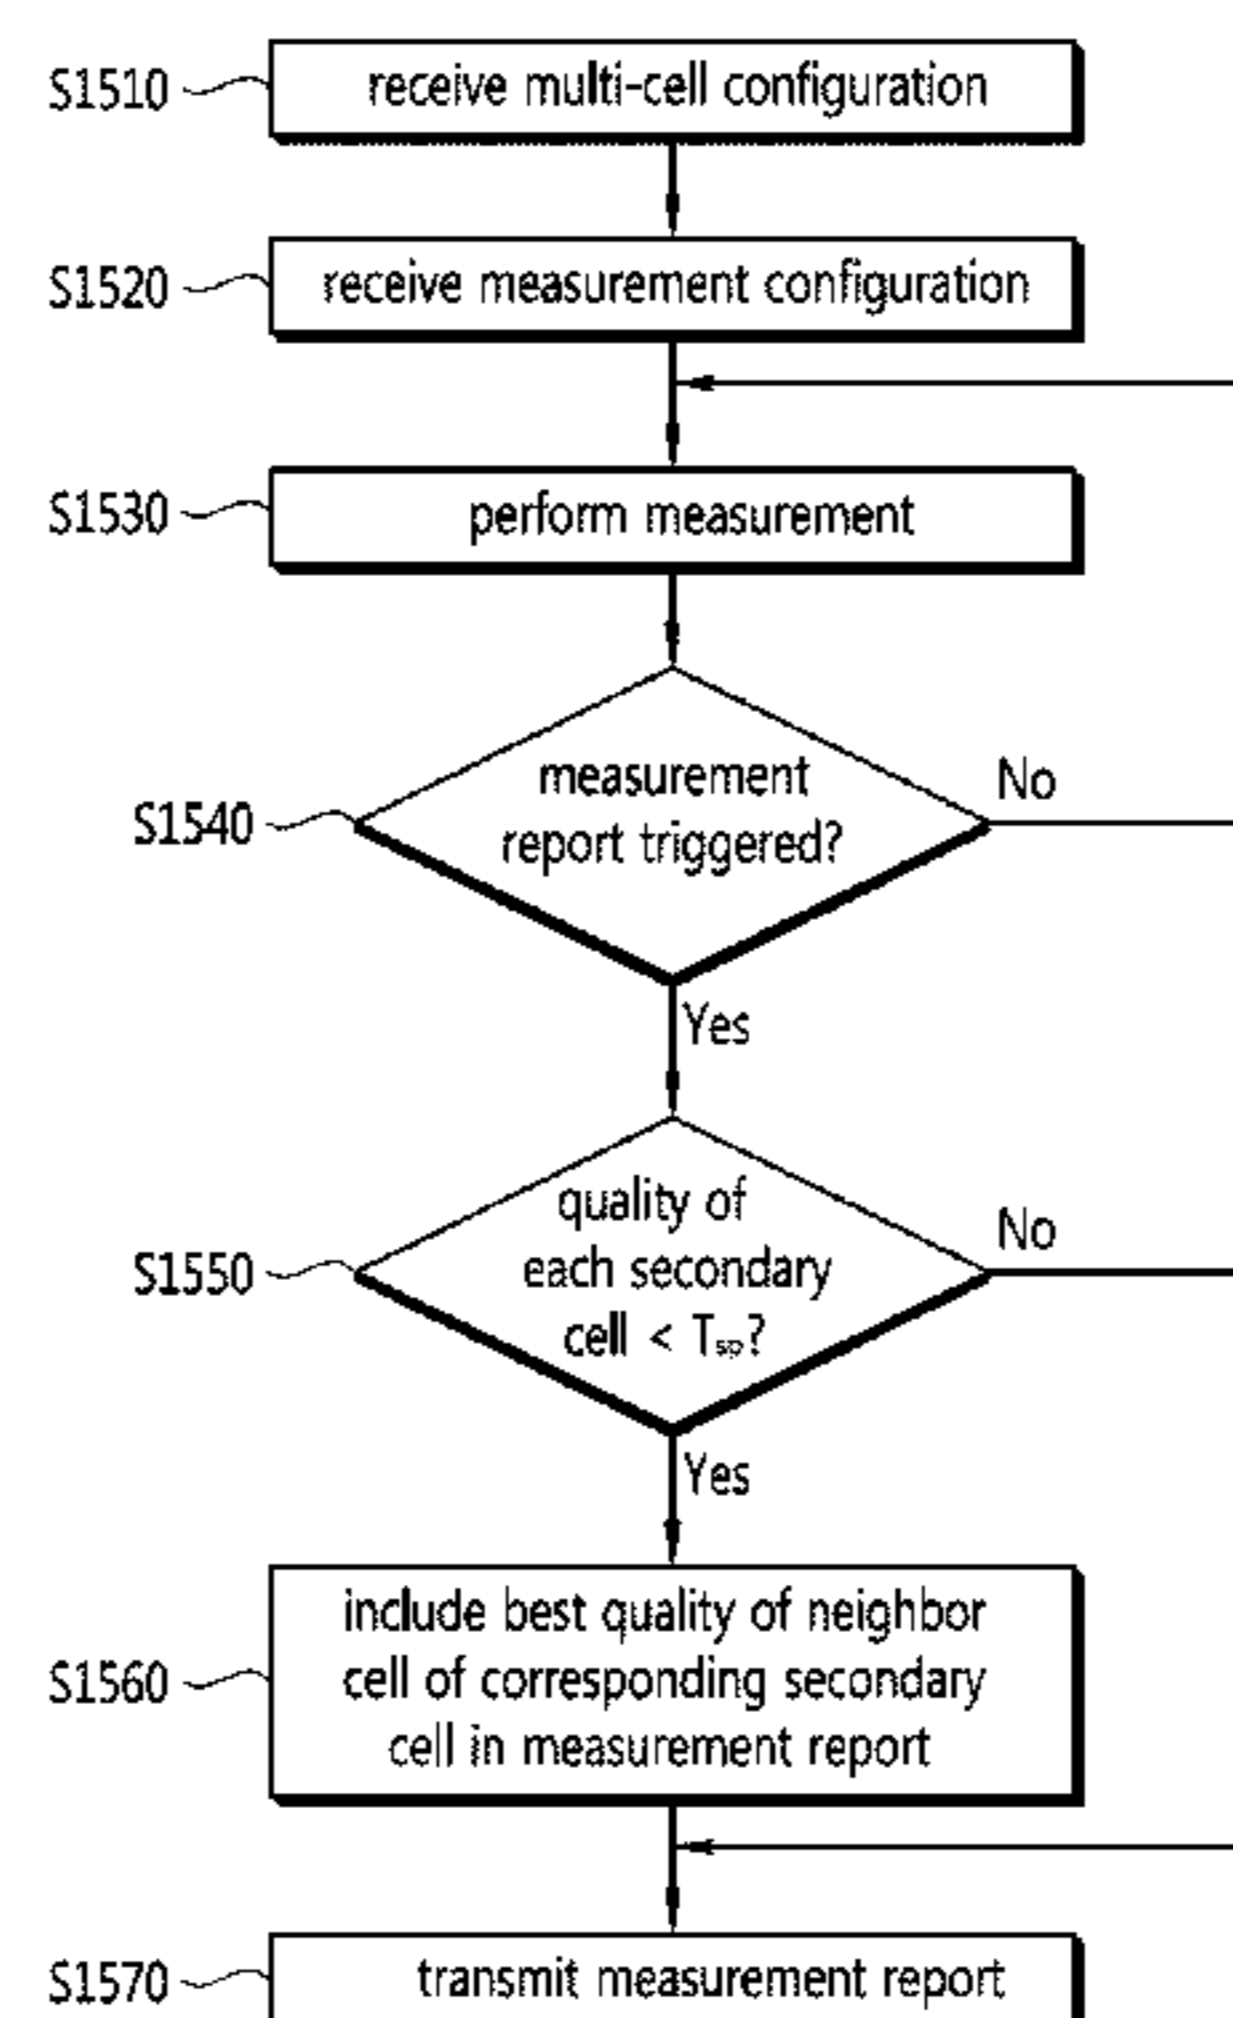 S1510 receive multi-cell configuration
S1520 receive measurement configuration
S1530 perform measurement
measurement
No
S1540 report triggered?
Yes
quality of
No
S1550 each secondary
cell < Tsp?
Yes
include best quality of neighbor
S1560 cell of corresponding secondary
cell in measurement report
S1570 transmit measurement report